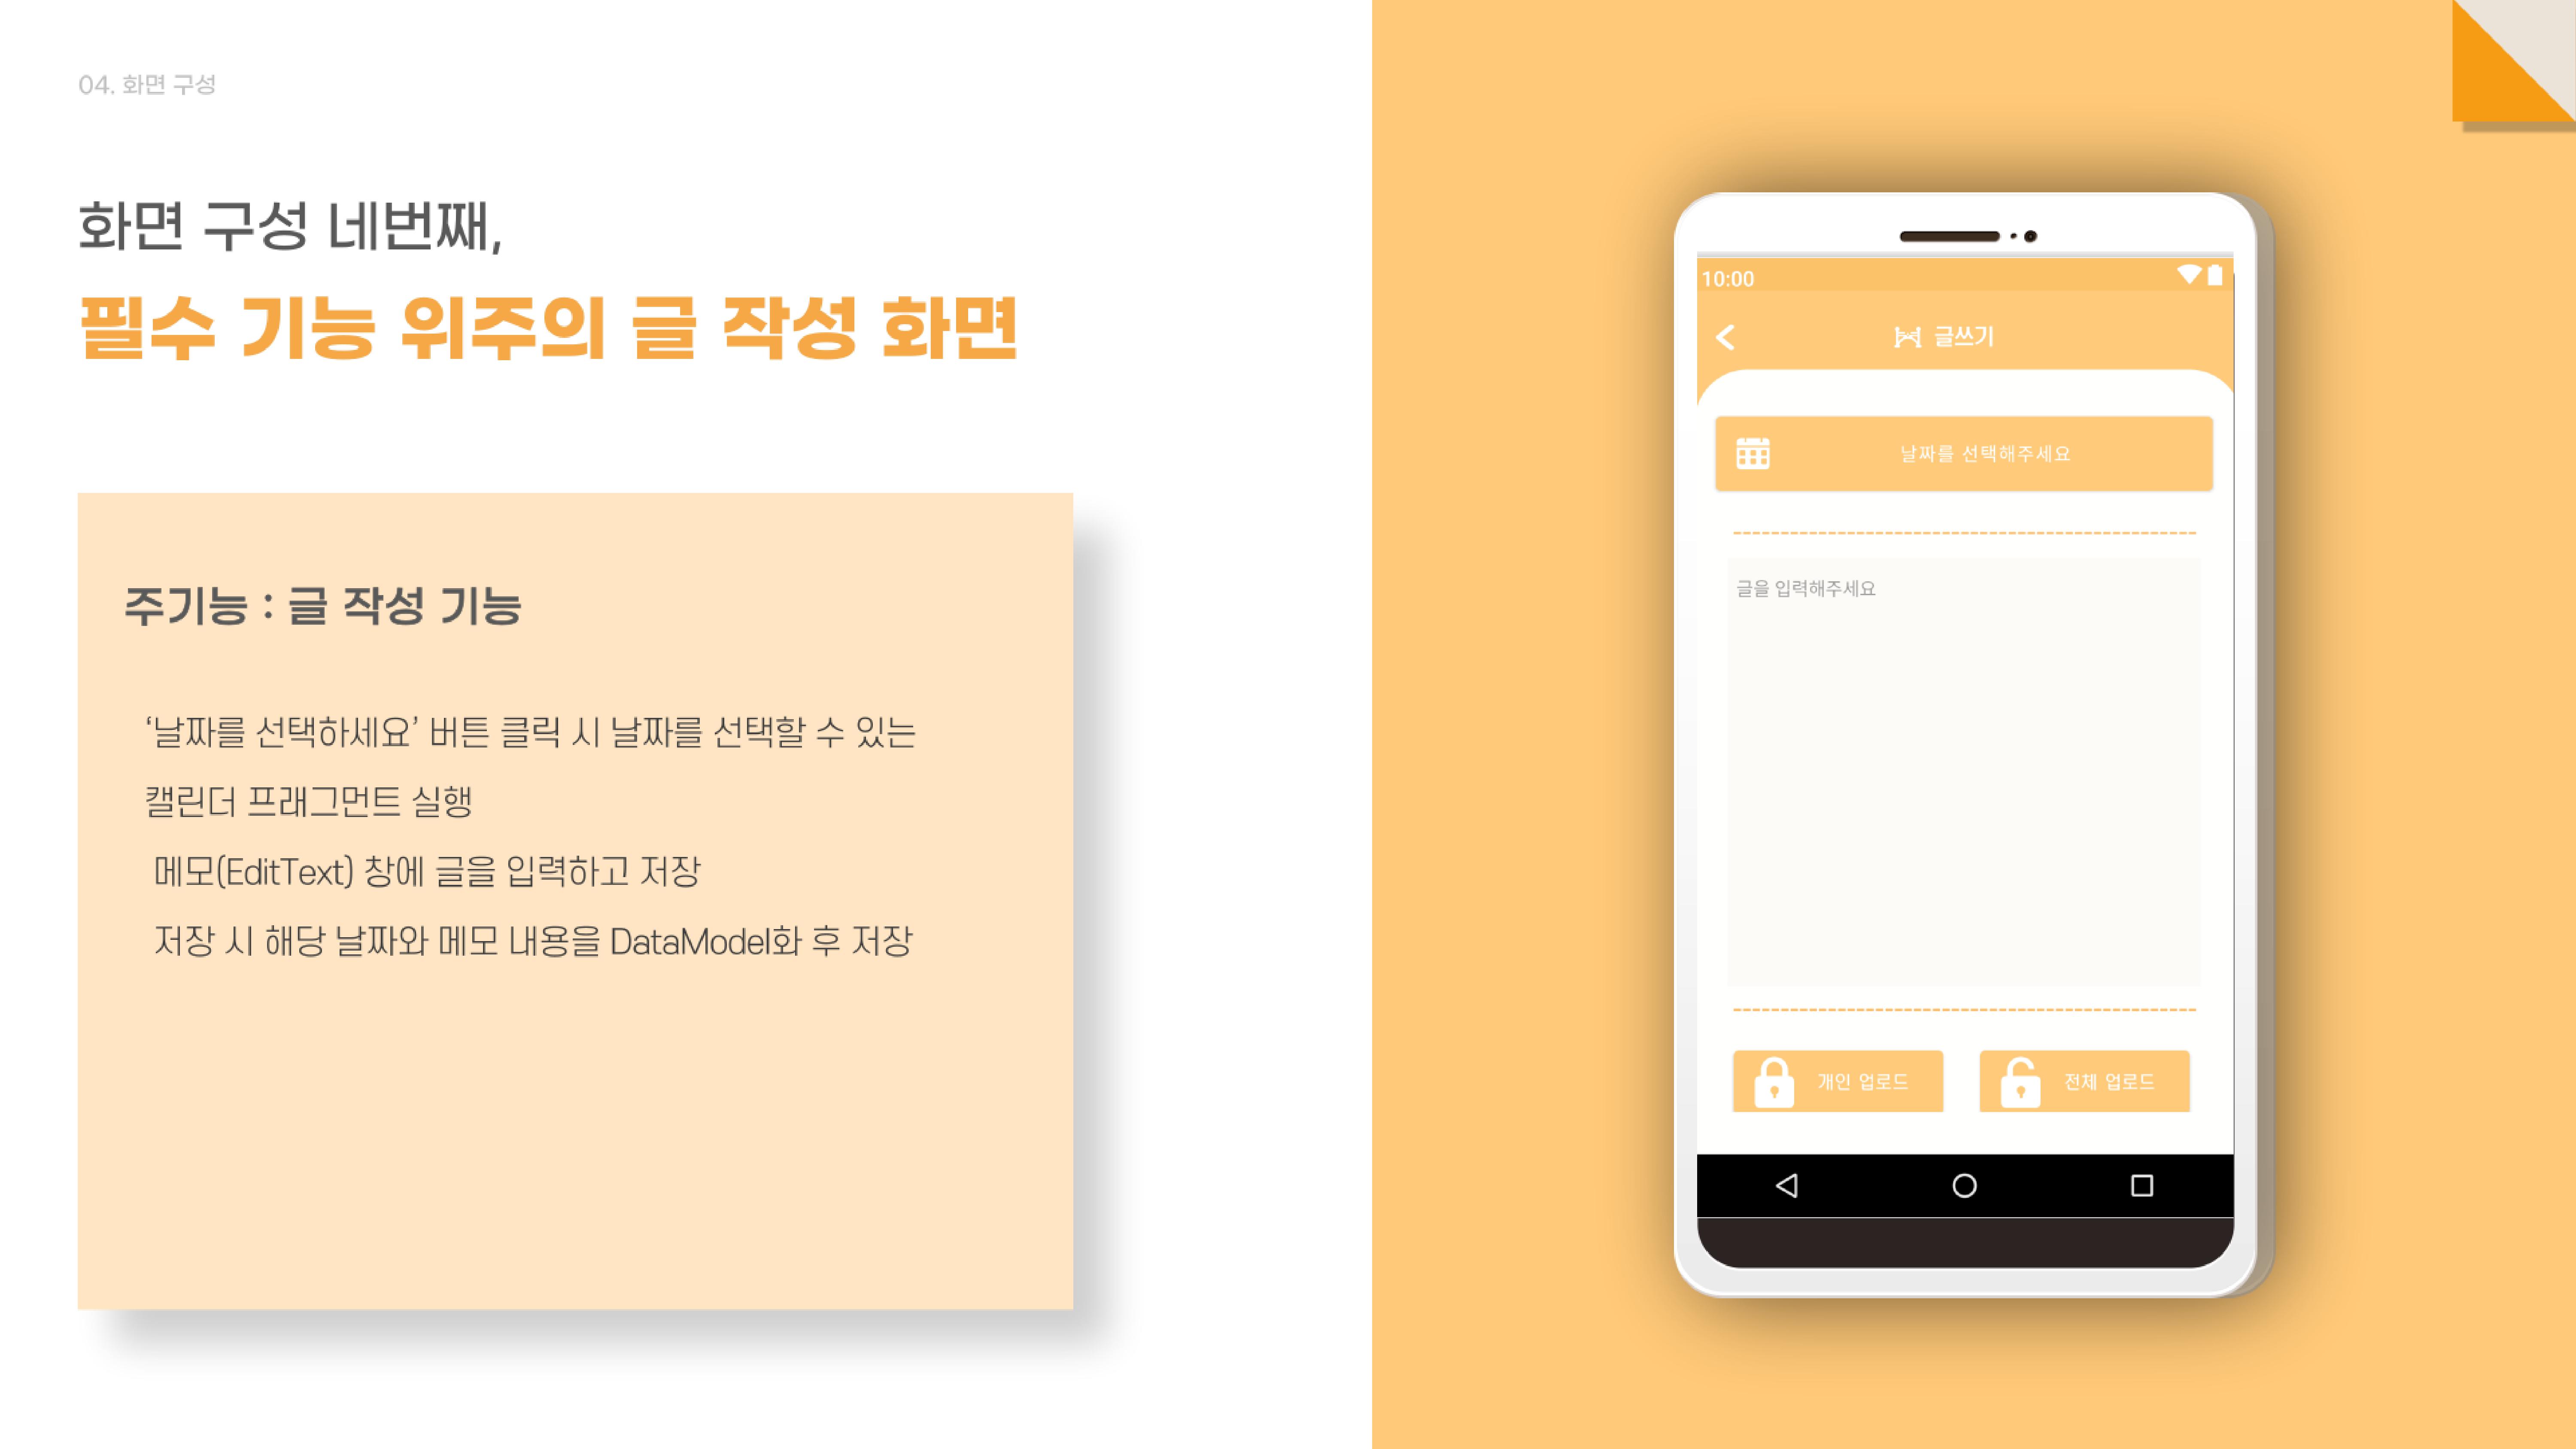 04. 화면 구성
화면 구성 네번째,
필수 기능 위주의 글 작성 화면
주기능 : 글 작성 기능
‘날짜를 선택하세요’ 버튼 클릭 시 날짜를 선택할 수 있는
캘린더 프래그먼트 실행
메모(EditText) 창에 글을 입력하고 저장
저장 시 해당 날짜와 메모 내용을 DataModel화 후 저장
10:00
글쓰기
날짜를 선택해주세요
글을 입력해주세요
개인 업로드
전체 업로드